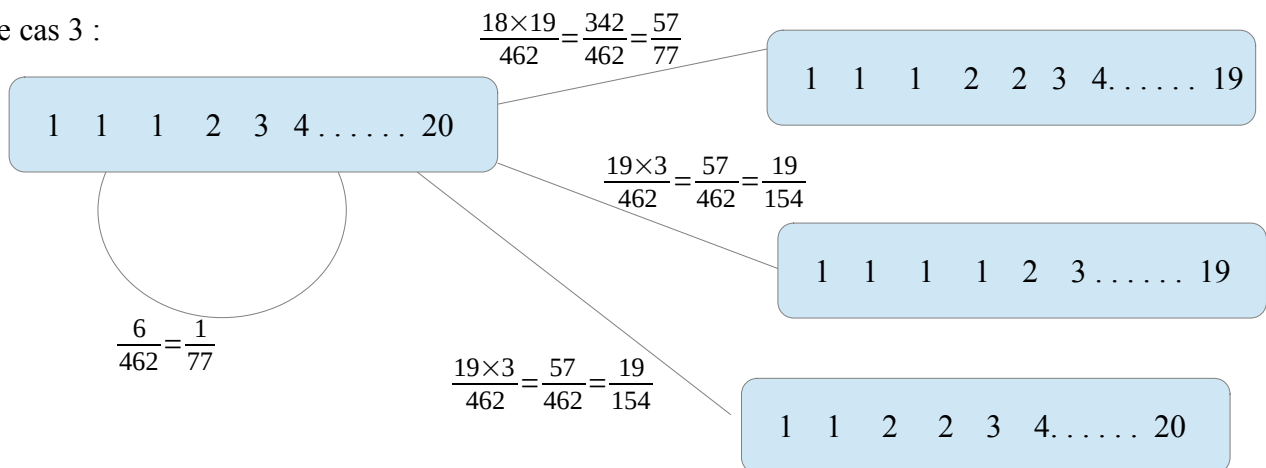 e cas 3 :
18×19/462=342/462=57/77
1 1 1 2 2 3 4. . . . . . 19
1 1 1 2 3 4 . . . . . . 20
19×3/462=57/462=19/154
1 1 1 1 2 3 . . . . . . 19
6/462=1/77
19×3/462=57/462=19/154
1 1 2 2 3 4. . . . . . 20